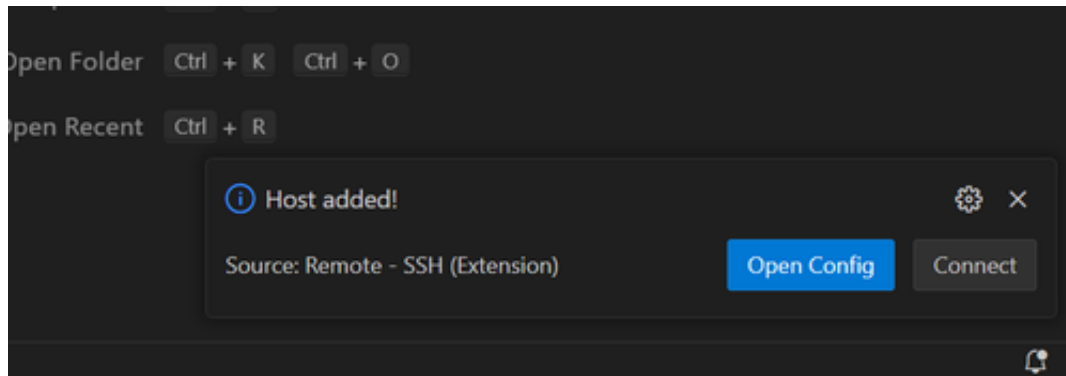 Open Folder Ctrl + K Ctrl + O
Open Recent Ctrl + R
Host added!
Source: Remote - SSH (Extension) Open Config Connect